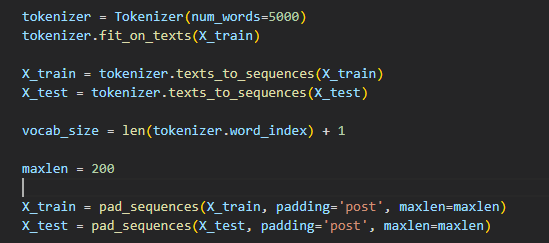 tokenizer = Tokenizer(num_words=5000)
tokenizer.fit_on_texts(X_train)
X_train = tokenizer.texts_to_sequences(X_train)
X_test = tokenizer.texts_to_sequences(X_test)
vocab_size = len(tokenizer.word_index) + 1
maxlen = 200
X_train = pad_sequences(X_train, padding='post', maxlen=maxlen)
X_test = pad_sequences(X_test, padding='post', maxlen=maxlen)